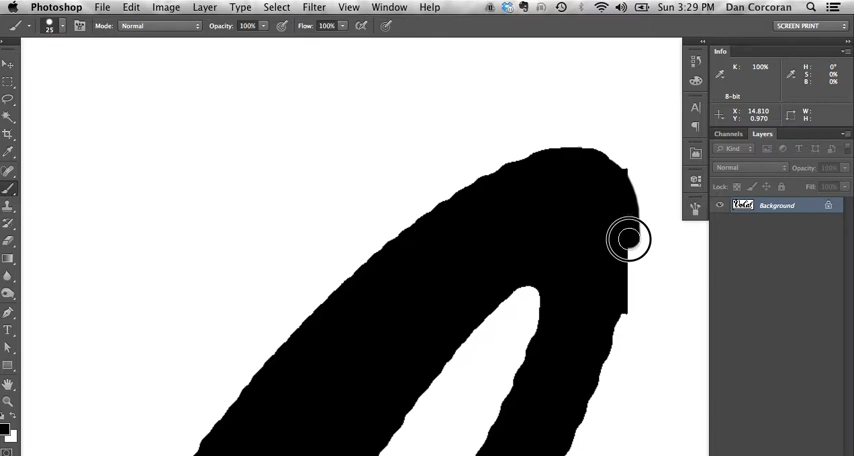 Photoshop File Edit Image Layer Type Select Filter View Window Help Sun 3:29 PM Dan Corcoran
25 Mode: Normal Opacity: 100% Flow: 100% SCREEN PRINT
Info
K: 100% H: 0°
S: 0%
B: 0%
8-bit
X: 14.810 W:
Y: 0.970 H:
Channels Layers
Kind
Normal Opacity: 100%
Lock: Fill: 100%
Background